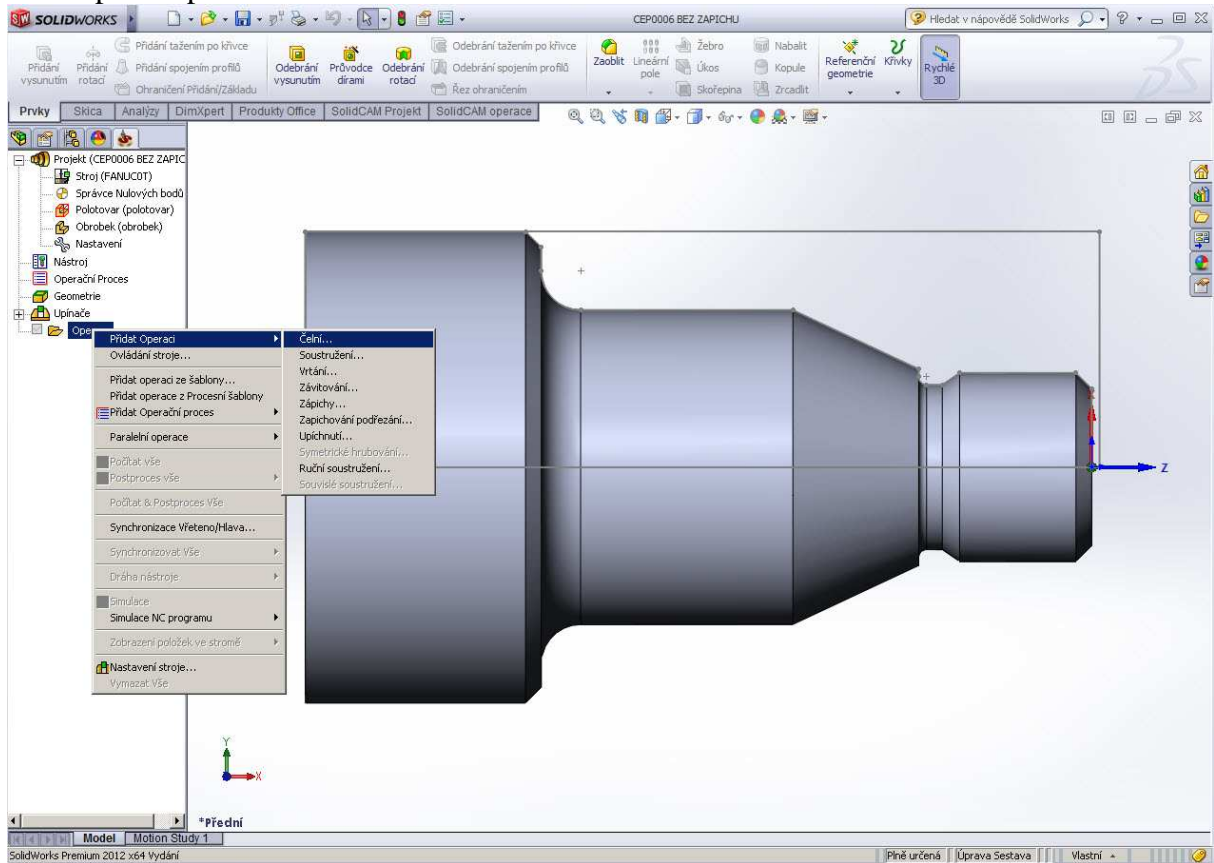 SOLIDWORKS
CEP0006 BEZ ZAPICHU
Hledat v nápovědě SolidWorks
Přidání vysunutím
Přidání rotací
Přidání tažením po křivce
Přidání spojením profilů
Ohraničení Přidání/Základu
Odebrání vysunutím
Průvodce dírami
Odebrání rotací
Odebrání tažením po křivce
Odebrání spojením profilů
Řez ohraničením
Zaoblit
Lineární pole
Žebro
Úkos
Skořepina
Nabalit
Kopule
Zrcadlit
Referenční geometrie
Křivky
Rychlé 3D
Prvky
Skica
Analýzy
DimXpert
Produkty Office
SolidCAM Projekt
SolidCAM operace
Projekt (CEP0006 BEZ ZAPIC
Stroj (FANUC0T)
Správce Nulových bodů
Polotovar (polotovar)
Obrobek (obrobek)
Nastavení
Nástroj
Operační Proces
Geometrie
Upínače
Přidat Operaci
Ovládání stroje...
Přidat operaci ze šablony...
Přidat operace z Procesní šablony
Přidat Operační proces
Paralelní operace
Počítat vše
Postproces vše
Počítat & Postproces Vše
Synchronizace Vřeteno/Hlava...
Synchronizovat Vše
Dráha nástroje
Simulace
Simulace NC programu
Zobrazení položek ve stromě
Nastavení stroje...
Vymazat Vše
Čelní...
Soustružení...
Vrtání...
Závitování...
Zápichy...
Zapichování podřezání...
Upíchnutí...
Symetrické hrubování...
Ruční soustružení...
Souvislé soustružení...
Z
Y
X
*Přední
Model
Motion Study 1
SolidWorks Premium 2012 x64 Vydání
Plně určená
Úprava Sestava
Vlastní